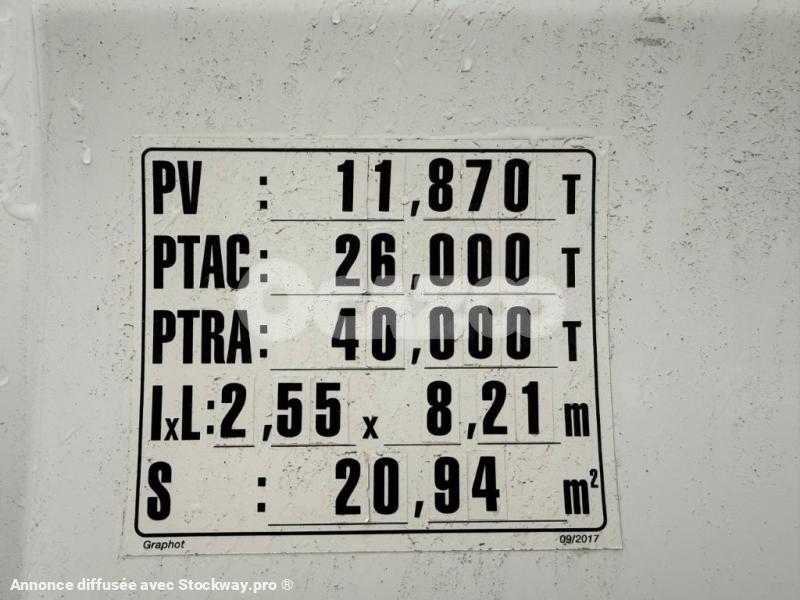 PV : 11,870 T
PTAC : 26,000 T
PTRA : 40,000 T
lxL : 2,55 x 8,21 m
S : 20,94 m²
Graphot 09/2017
Annonce diffusée avec Stockway.pro ®